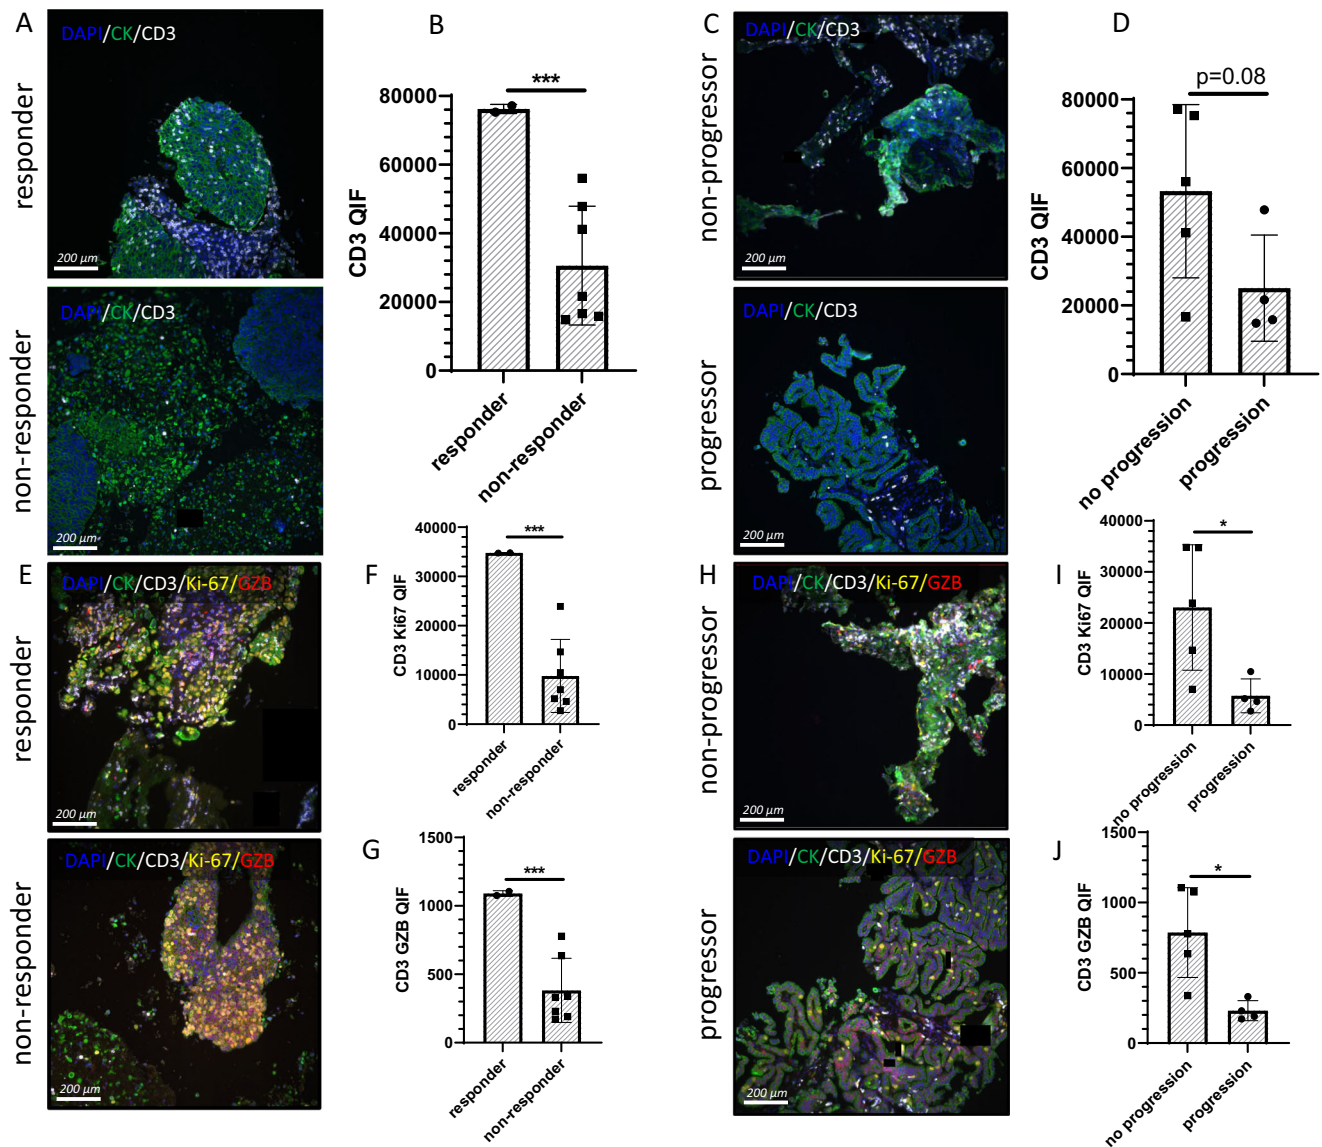 A
DAPI/CK/CD3
responder
200 μm
DAPI/CK/CD3
non-responder
200 μm
B
***
80000
60000
40000
20000
0
CD3 QIF
responder
non-responder
C
DAPI/CK/CD3
non-progressor
200 μm
DAPI/CK/CD3
progressor
200 μm
D
p=0.08
80000
60000
40000
20000
0
CD3 QIF
no progression
progression
E
DAPI/CK/CD3/Ki-67/GZB
responder
200 μm
DAPI/CK/CD3/Ki-67/GZB
non-responder
200 μm
F
***
40000
30000
20000
10000
0
CD3 Ki67 QIF
responder
non-responder
G
***
1500
1000
500
0
CD3 GZB QIF
responder
non-responder
H
DAPI/CK/CD3/Ki-67/GZB
non-progressor
200 μm
DAPI/CK/CD3/Ki-67/GZB
progressor
200 μm
I
*
40000
30000
20000
10000
0
CD3 Ki67 QIF
no progression
progression
J
*
1500
1000
500
0
CD3 GZB QIF
no progression
progression